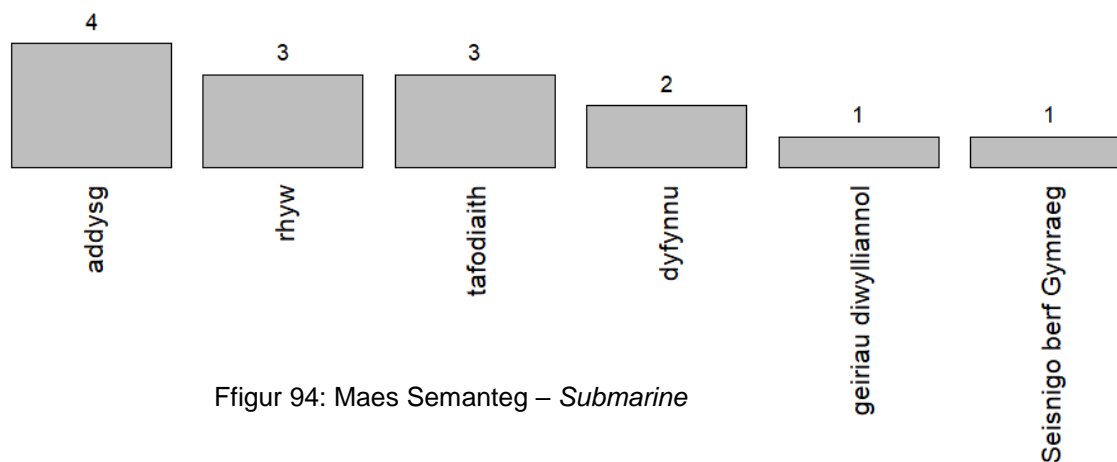 4
3
3
2
1
1
addysg
rhyw
tafodiaith
dyfynnu
geiriau diwylliannol
Seisnigo berf Gymraeg
Ffigur 94: Maes Semanteg – Submarine